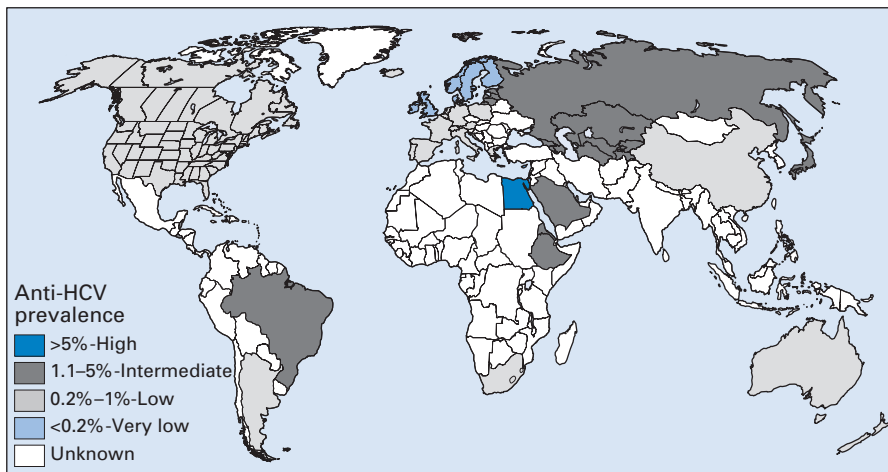 Anti-HCV
prevalence
>5%-High
1.1–5%-Intermediate
0.2%–1%-Low
<0.2%-Very low
Unknown